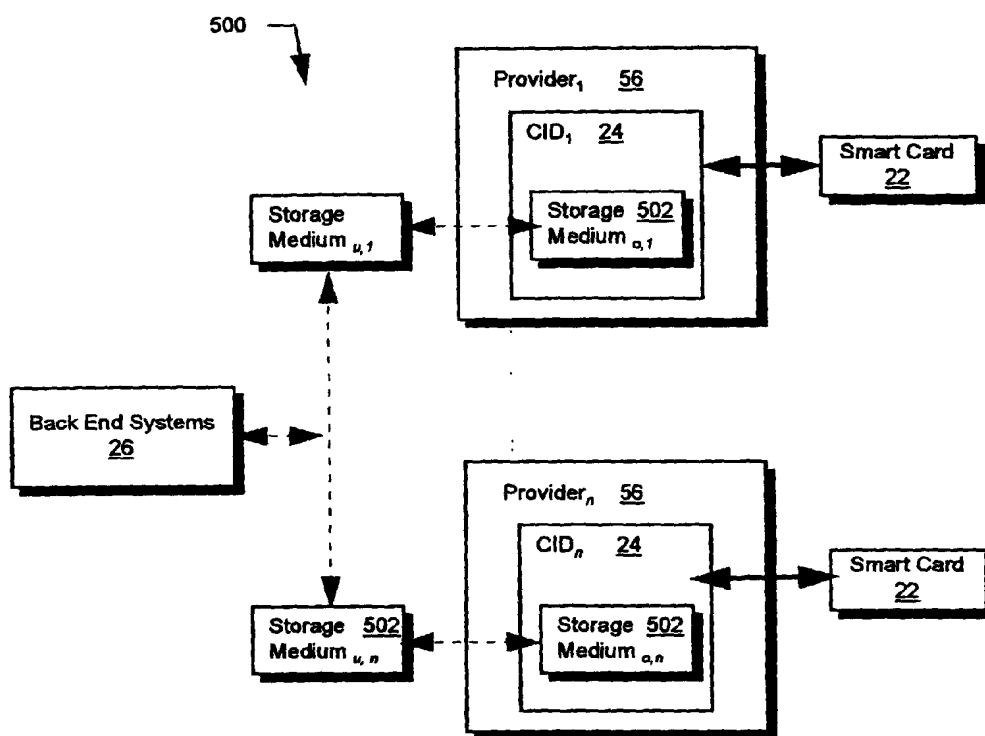 500
Provider1 56
CID1 24
Smart Card
22
Storage
Medium u,1
Storage 502
Medium o,1
Back End Systems
26
Provider n 56
CID n 24
Smart Card
22
Storage 502
Medium u, n
Storage 502
Medium o,n